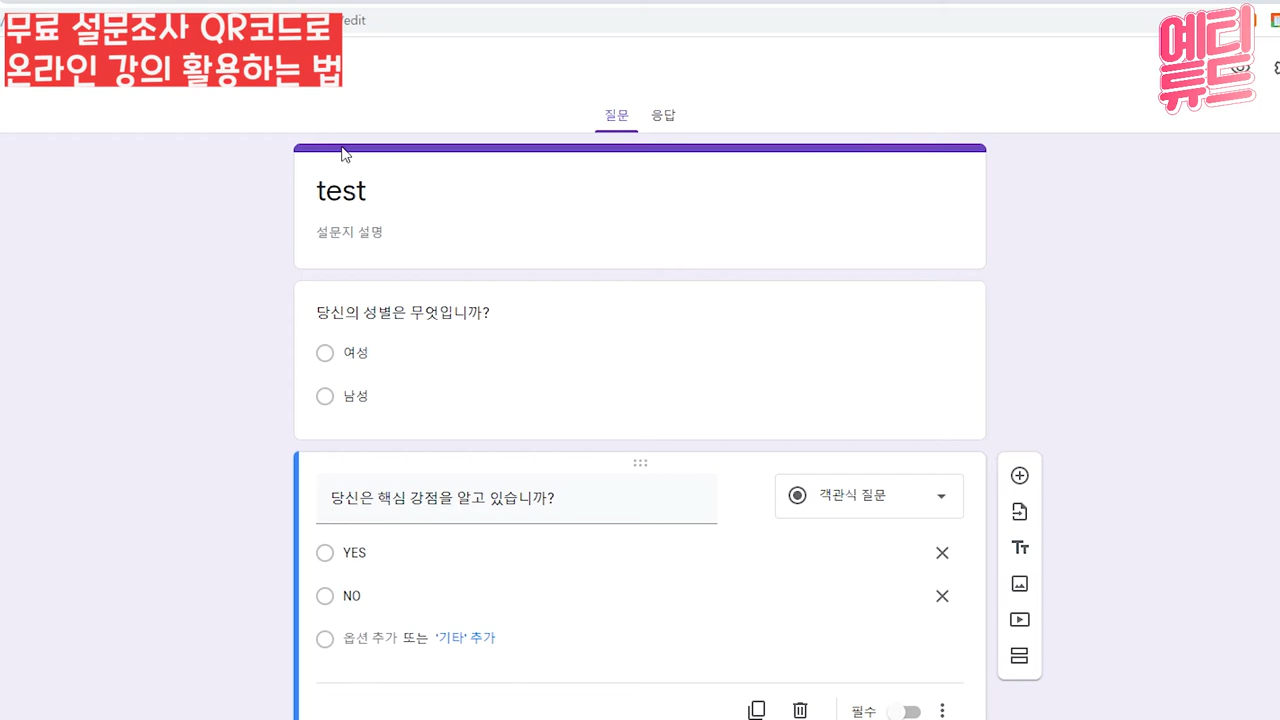 무료 설문조사 QR코드로
온라인 강의 활용하는 법
/edit
예티
듀드
질문 응답
test
설문지 설명
당신의 성별은 무엇입니까?
여성
남성
당신은 핵심 강점을 알고 있습니까?
객관식 질문
YES
NO
옵션 추가 또는 '기타' 추가
Tт
필수